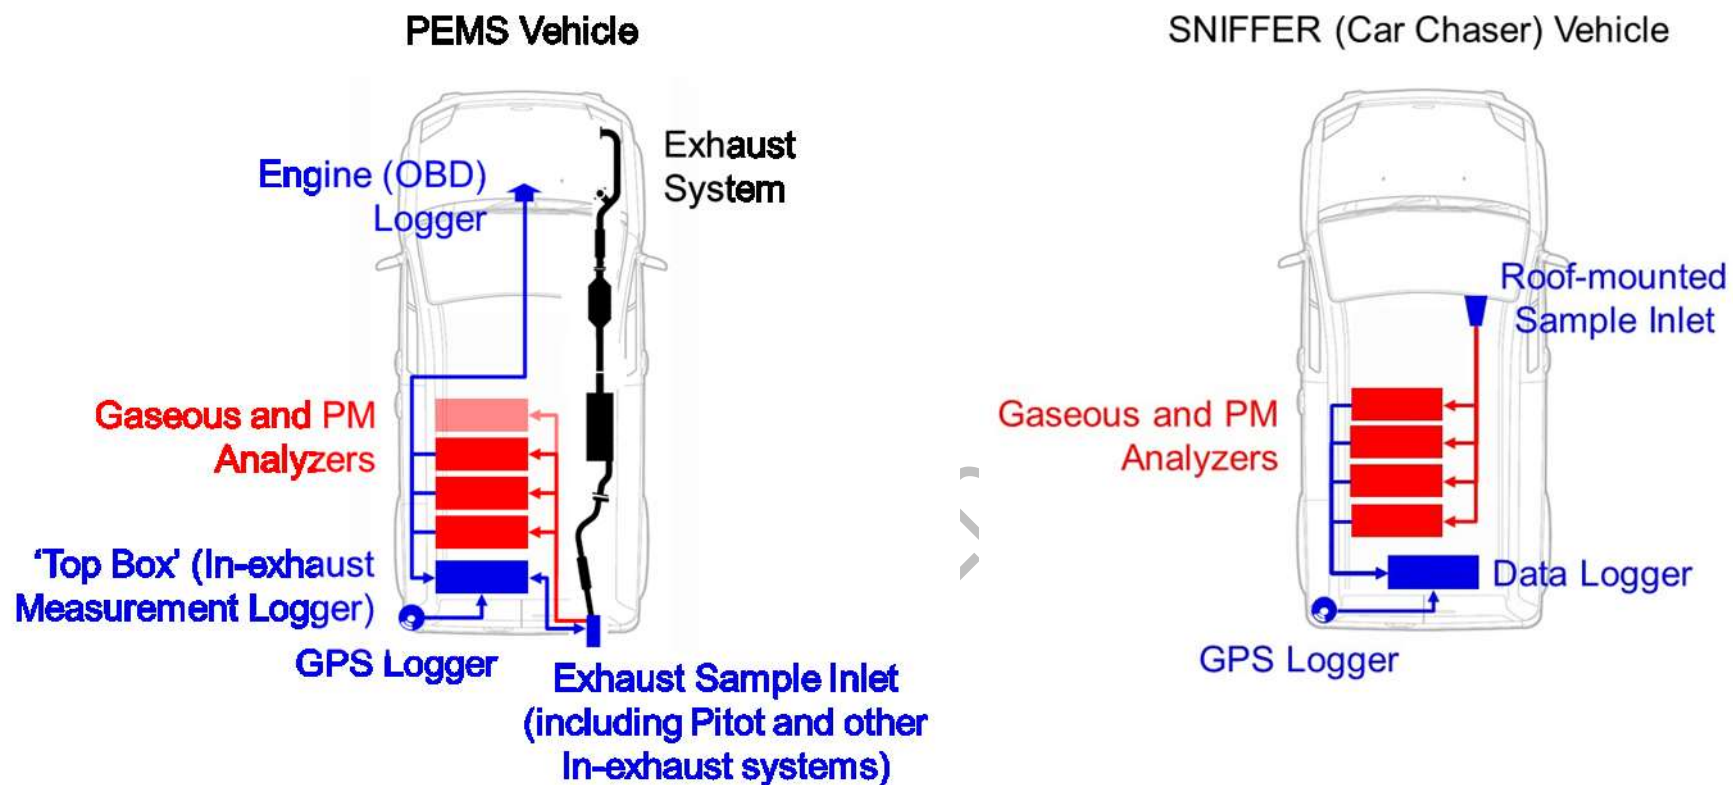 PEMS Vehicle
Exhaust
System
Engine (OBD)
Logger
Gaseous and PM
Analyzers
‘Top Box’ (In-exhaust
Measurement Logger)
GPS Logger
Exhaust Sample Inlet
(including Pitot and other
In-exhaust systems)
SNIFFER (Car Chaser) Vehicle
Roof-mounted
Sample Inlet
Gaseous and PM
Analyzers
Data Logger
GPS Logger